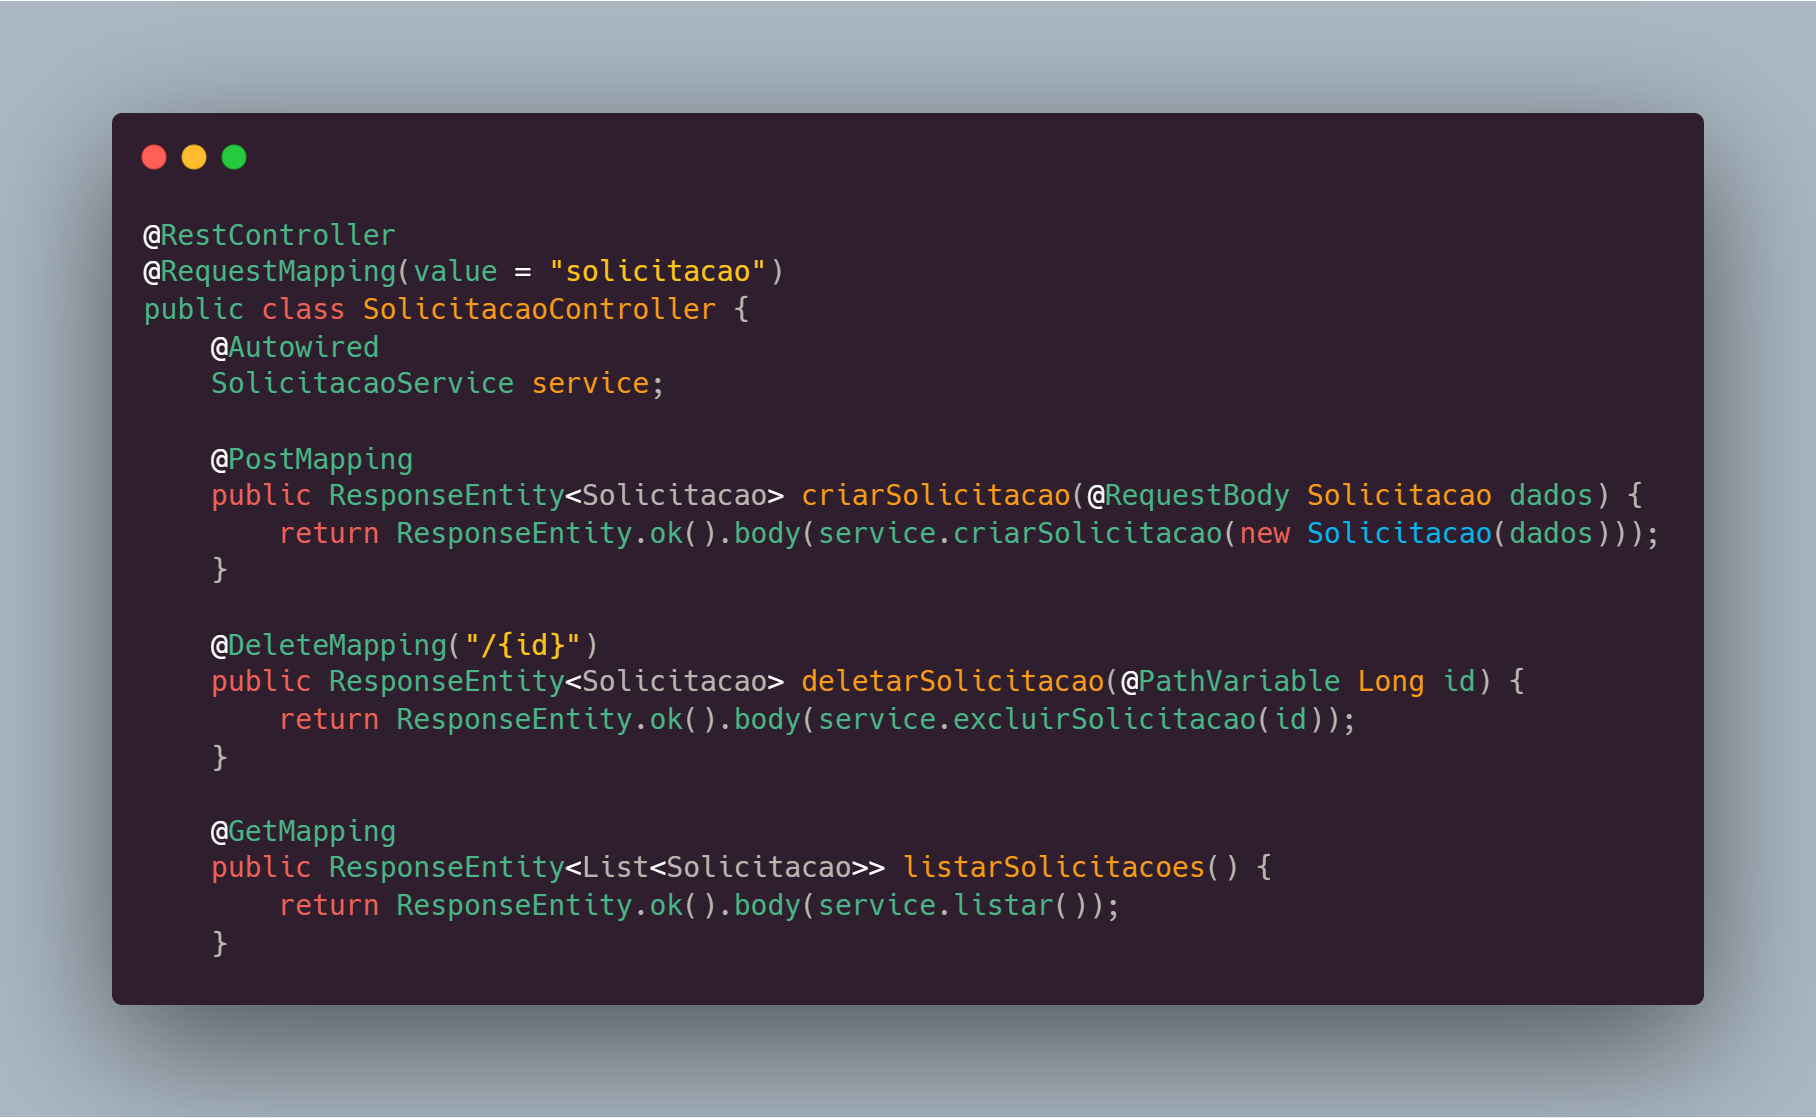 @RestController
@RequestMapping(value = "solicitacao")
public class SolicitacaoController {
    @Autowired
    SolicitacaoService service;

    @PostMapping
    public ResponseEntity<Solicitacao> criarSolicitacao(@RequestBody Solicitacao dados) {
        return ResponseEntity.ok().body(service.criarSolicitacao(new Solicitacao(dados)));
    }

    @DeleteMapping("/{id}")
    public ResponseEntity<Solicitacao> deletarSolicitacao(@PathVariable Long id) {
        return ResponseEntity.ok().body(service.excluirSolicitacao(id));
    }

    @GetMapping
    public ResponseEntity<List<Solicitacao>> listarSolicitacoes() {
        return ResponseEntity.ok().body(service.listar());
    }